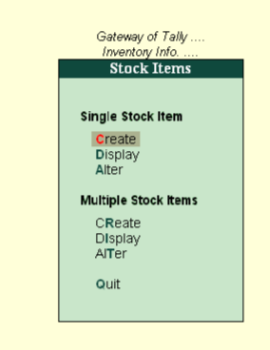 Gateway of Tally ....
Inventory Info. ....
Stock Items
Single Stock Item
Create
Display
Alter
Multiple Stock Items
CReate
DIsplay
AlTer
Quit